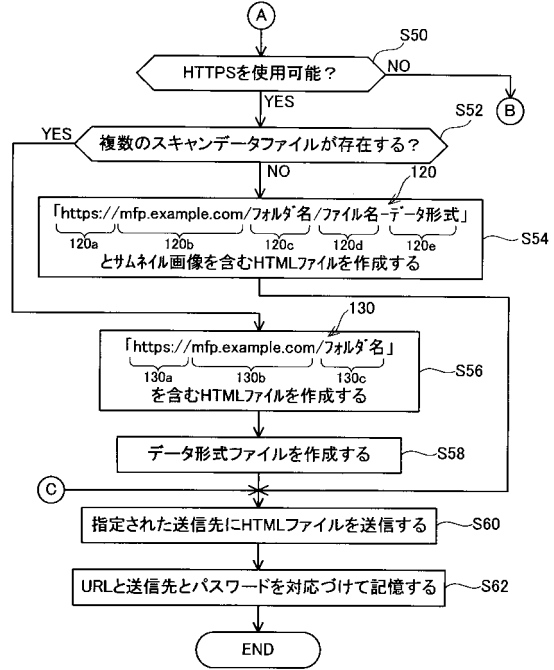 A
S50
HTTPSを使用可能？
NO
YES
B
S52
YES
複数のスキャンデータファイルが存在する？
NO
120
「https://mfp.example.com/フォルダ名/ファイル名-データ形式」
120a 120b 120c 120d 120e
S54
とサムネイル画像を含むHTMLファイルを作成する
130
「https://mfp.example.com/フォルダ名」
130a 130b 130c
S56
を含むHTMLファイルを作成する
データ形式ファイルを作成する
S58
C
指定された送信先にHTMLファイルを送信する
S60
URLと送信先とパスワードを対応づけて記憶する
S62
END